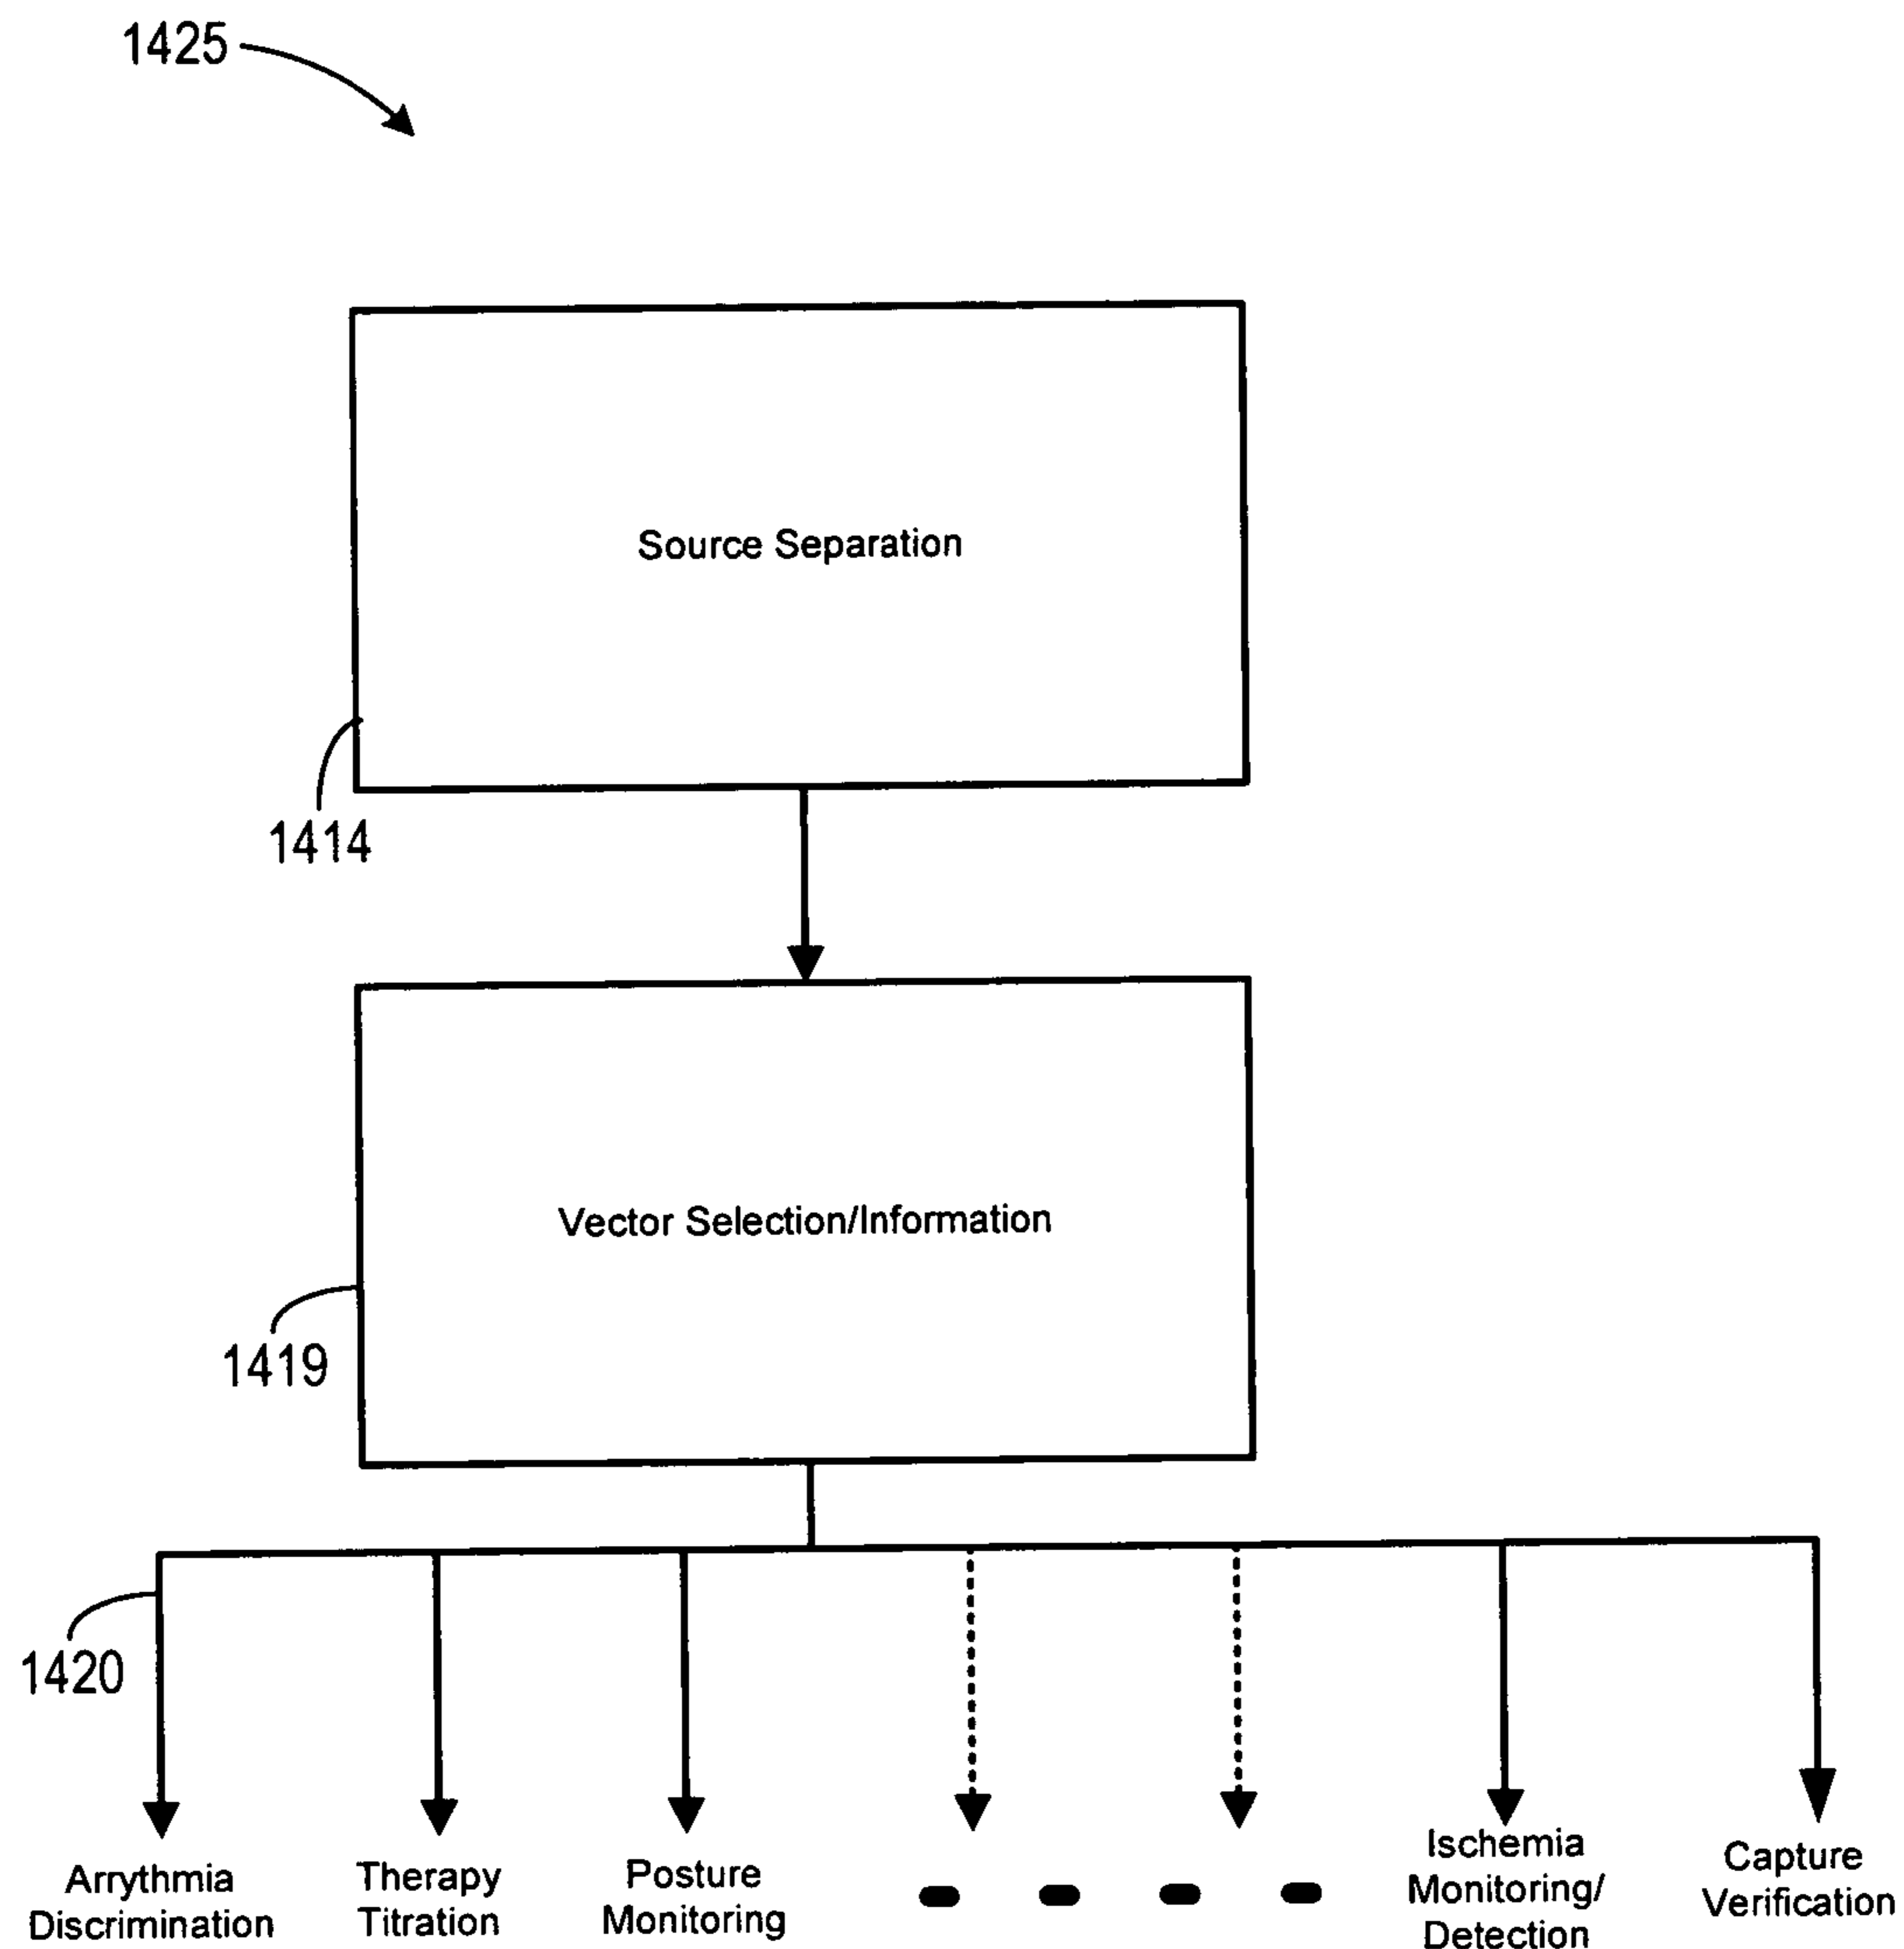 1425
Source Separation
1414
Vector Selection/Information
1419
1420
Arrythmia
Discrimination
Therapy
Titration
Posture
Monitoring
Ischemia
Monitoring/
Detection
Capture
Verification